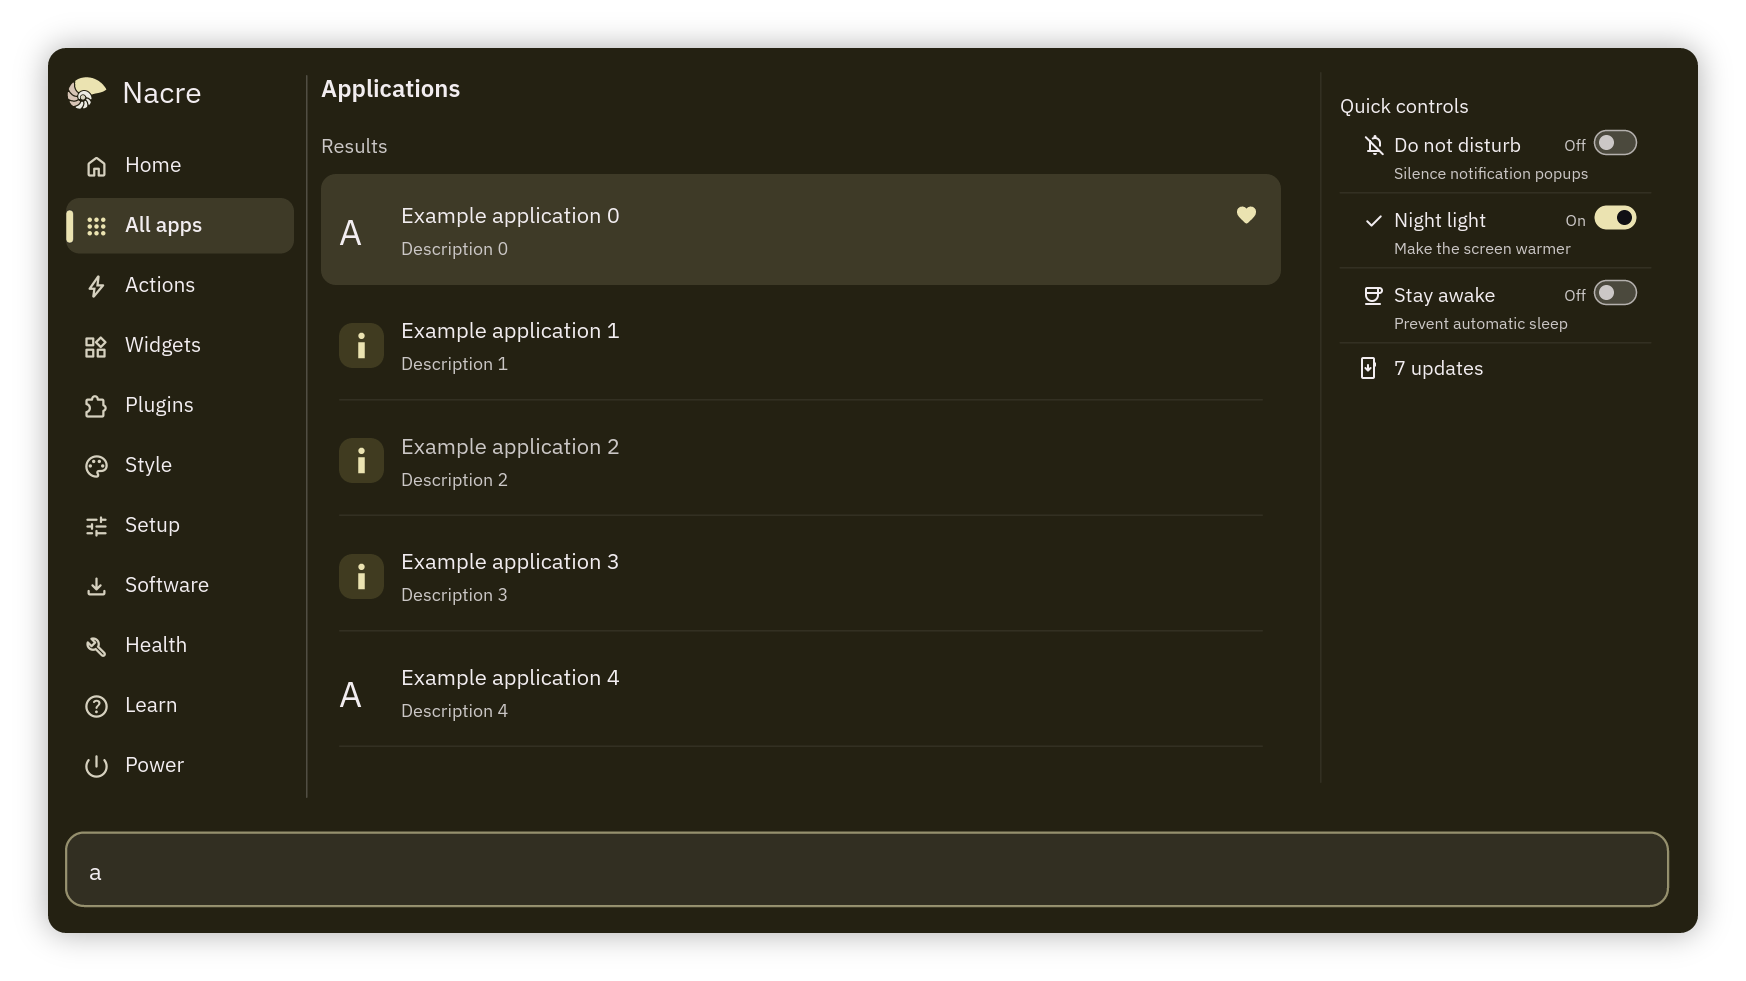 Nacre
Home
All apps
Actions
Widgets
Plugins
Style
Setup
Software
Health
Learn
Power
Applications
Results
A
Example application 0
Description 0
Example application 1
Description 1
Example application 2
Description 2
Example application 3
Description 3
A
Example application 4
Description 4
Quick controls
Do not disturb Off
Silence notification popups
Night light On
Make the screen warmer
Stay awake Off
Prevent automatic sleep
7 updates
a